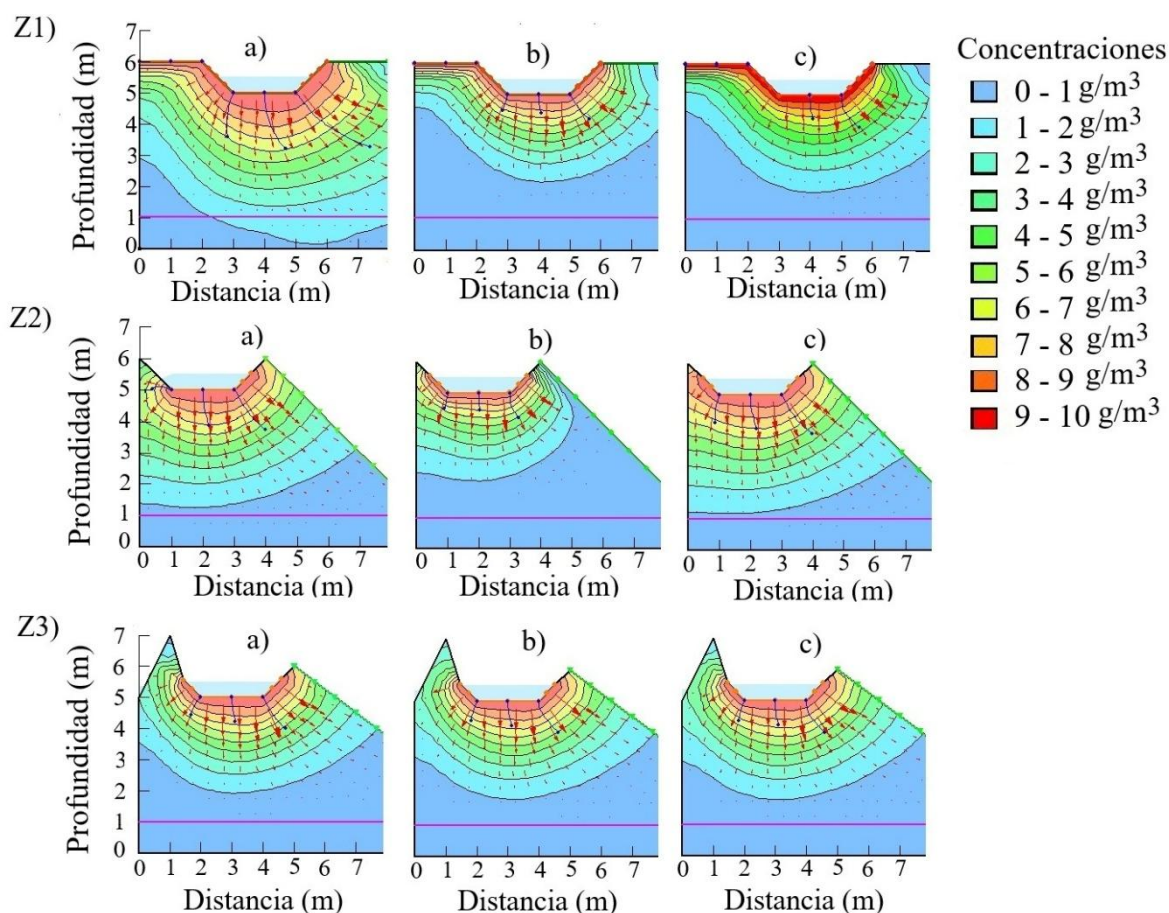 Z1)
a)
b)
c)
Profundidad (m)
7
6
5
4
3
2
1
0
0 1 2 3 4 5 6 7
0 1 2 3 4 5 6 7
0 1 2 3 4 5 6 7
Distancia (m)
Distancia (m)
Distancia (m)
Concentraciones
0 - 1 g/m3
1 - 2 g/m3
2 - 3 g/m3
3 - 4 g/m3
4 - 5 g/m3
5 - 6 g/m3
6 - 7 g/m3
7 - 8 g/m3
8 - 9 g/m3
9 - 10 g/m3
Z2)
a)
b)
c)
Profundidad (m)
7
6
5
4
3
2
1
0
0 1 2 3 4 5 6 7
0 1 2 3 4 5 6 7
0 1 2 3 4 5 6 7
Distancia (m)
Distancia (m)
Distancia (m)
Z3)
a)
b)
c)
Profundidad (m)
7
6
5
4
3
2
1
0
0 1 2 3 4 5 6 7
0 1 2 3 4 5 6 7
0 1 2 3 4 5 6 7
Distancia (m)
Distancia (m)
Distancia (m)